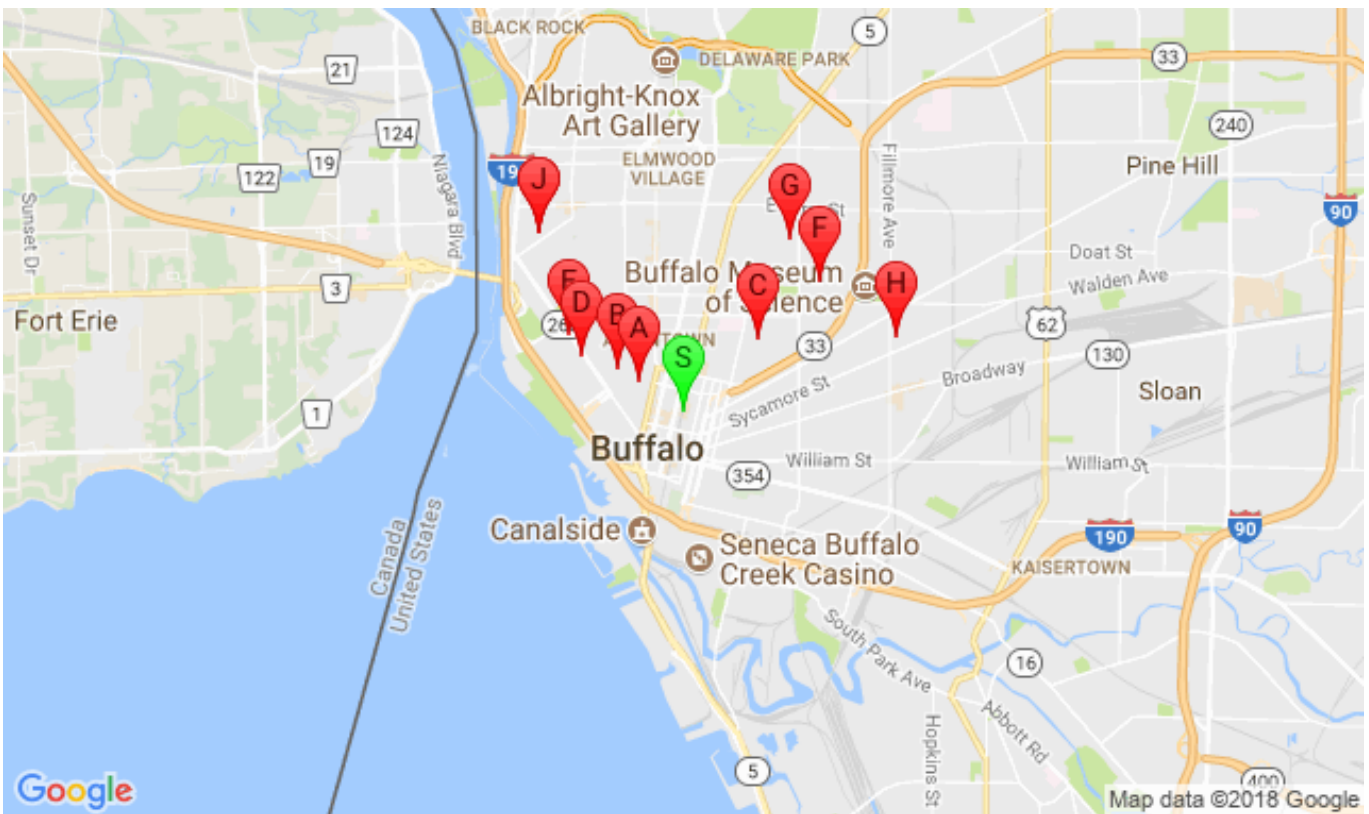 BLACK ROCK
5
21
DELAWARE PARK
33
Albright-Knox
Art Gallery
124
240
ELMWOOD
VILLAGE
19
122
190
J
G
Pine Hill
Niagara Blvd
Fillmore Ave
Sunset Dr
90
F
Doat St
Buffalo Museum
of Science
C
H
Walden Ave
3
E
D
B
A
Fort Erie
62
33
130
S
Broadway
Sycamore St
Sloan
1
Buffalo
William St
William St
354
Canada
United States
Canalside
190
90
Seneca Buffalo
Creek Casino
KAISERTOWN
South Park Ave
16
Abbott Rd
Hopkins St
5
400
Google
Map data ©2018 Google